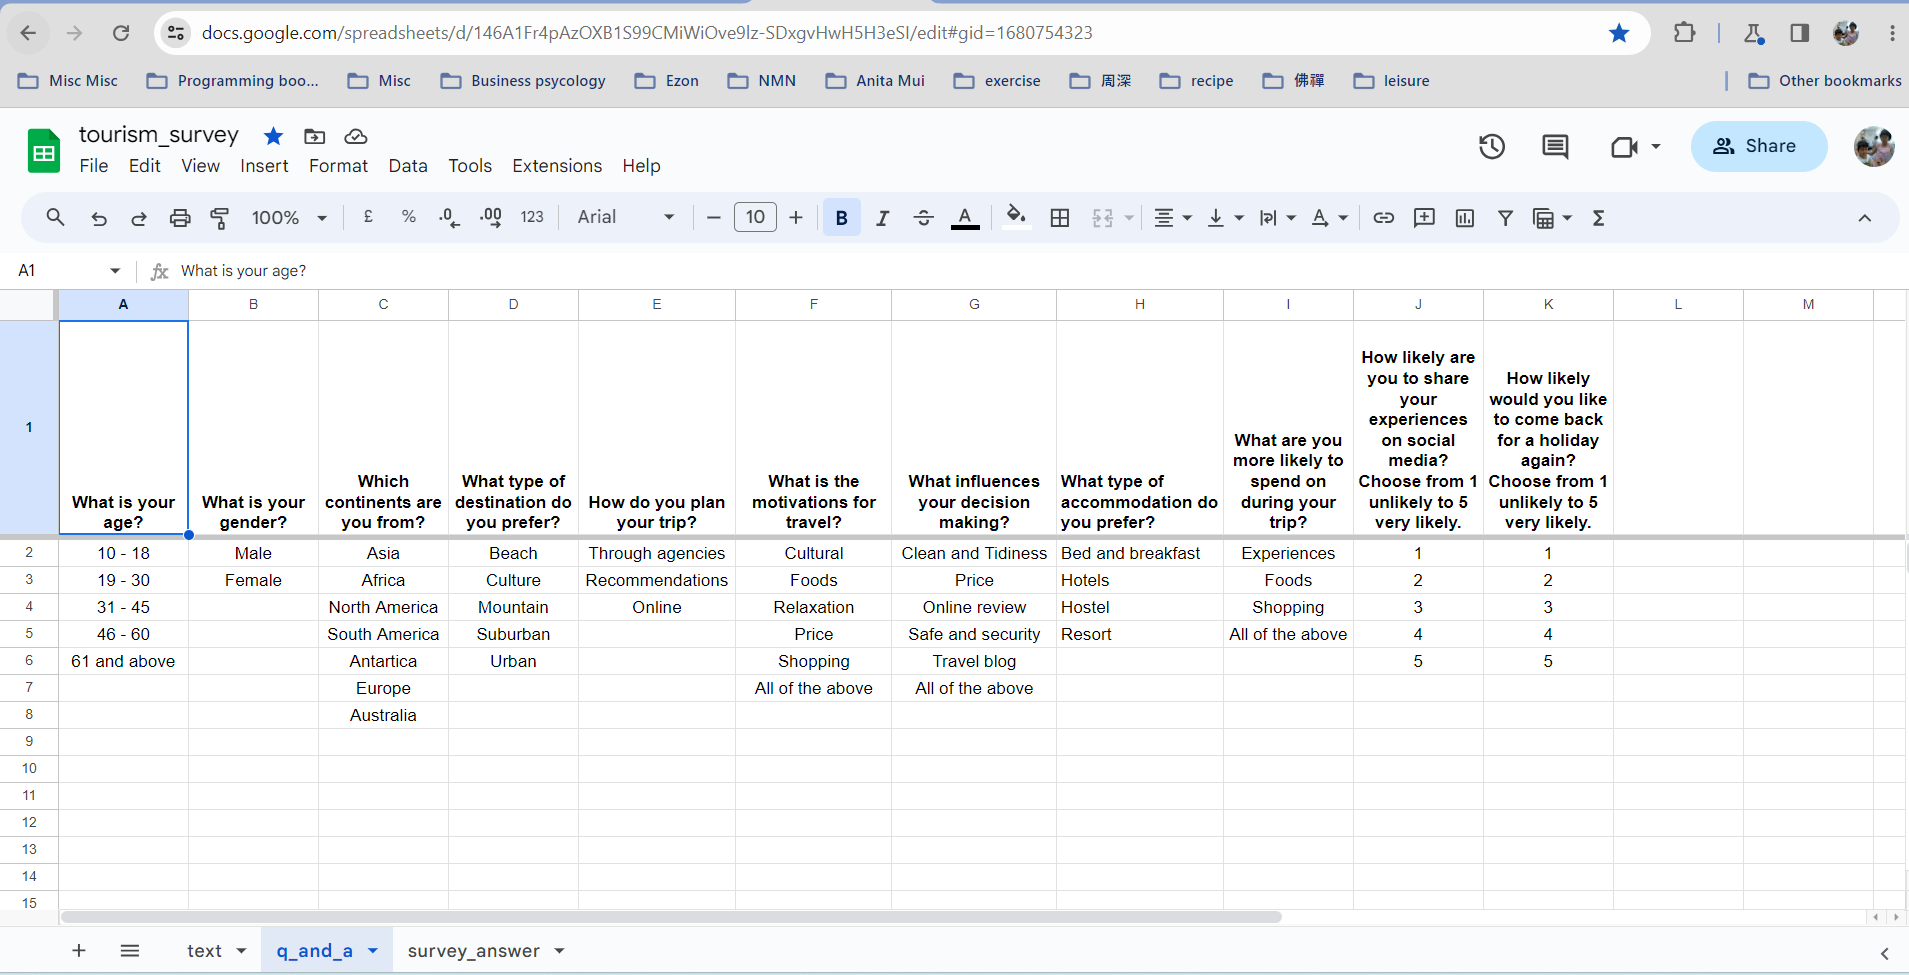 docs.google.com/spreadsheets/d/146A1Fr4pAzOXB1S99CMiWiOve9lz-SDxgvHwH5H3eSI/edit#gid=1680754323
Misc Misc Programming boo... Misc Business psycology Ezon NMN Anita Mui exercise 周深 recipe 佛禪 leisure Other bookmarks
tourism_survey
File Edit View Insert Format Data Tools Extensions Help
Share
100% £ % .0 .00 123 Arial 10 B I A
A1 fx What is your age?
A B C D E F G H I J K L M
1
What is your
age?
What is your
gender?
Which
continents are
you from?
What type of
destination do
you prefer?
How do you plan
your trip?
What is the
motivations for
travel?
What influences
your decision
making?
What type of
accommodation do
you prefer?
What are you
more likely to
spend on
during your
trip?
How likely are
you to share
your
experiences
on social
media?
Choose from 1
unlikely to 5
very likely.
How likely
would you like
to come back
for a holiday
again?
Choose from 1
unlikely to 5
very likely.
2 10 - 18 Male Asia Beach Through agencies Cultural Clean and Tidiness Bed and breakfast Experiences 1 1
3 19 - 30 Female Africa Culture Recommendations Foods Price Hotels Foods 2 2
4 31 - 45 North America Mountain Online Relaxation Online review Hostel Shopping 3 3
5 46 - 60 South America Suburban Price Safe and security Resort All of the above 4 4
6 61 and above Antartica Urban Shopping Travel blog 5 5
7 Europe All of the above All of the above
8 Australia
9
10
11
12
13
14
15
text q_and_a survey_answer